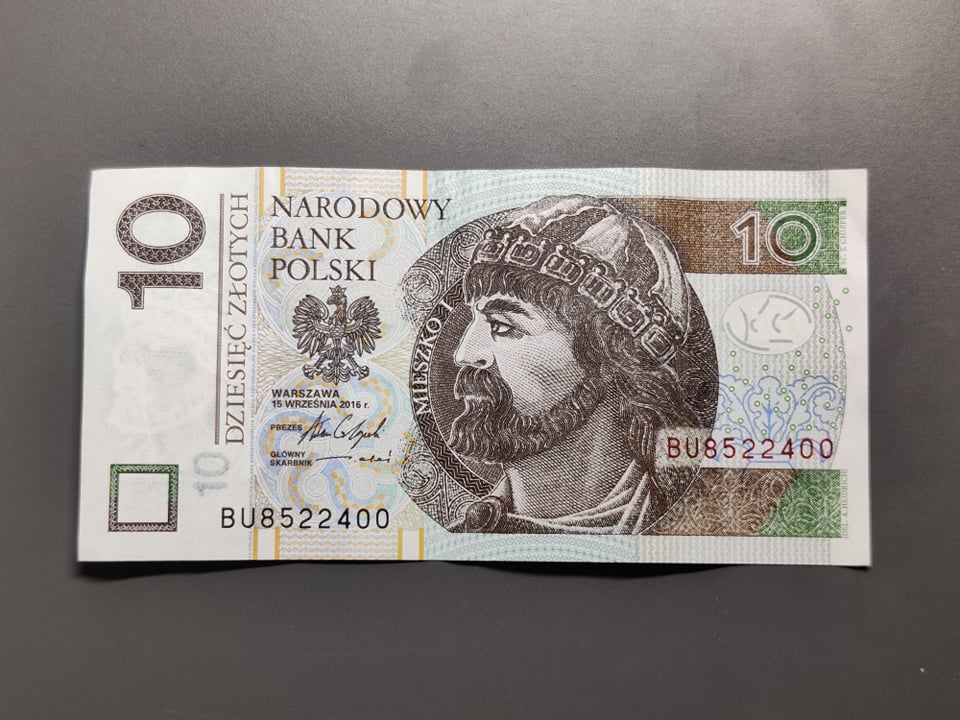 10
DZIESIĘĆ ZŁOTYCH
NARODOWY
BANK
POLSKI
WARSZAWA
15 WRZEŚNIA 2016 r.
PREZES
GŁÓWNY
SKARBNIK
10
BU8522400
MIESZKO I
10
BU8522400